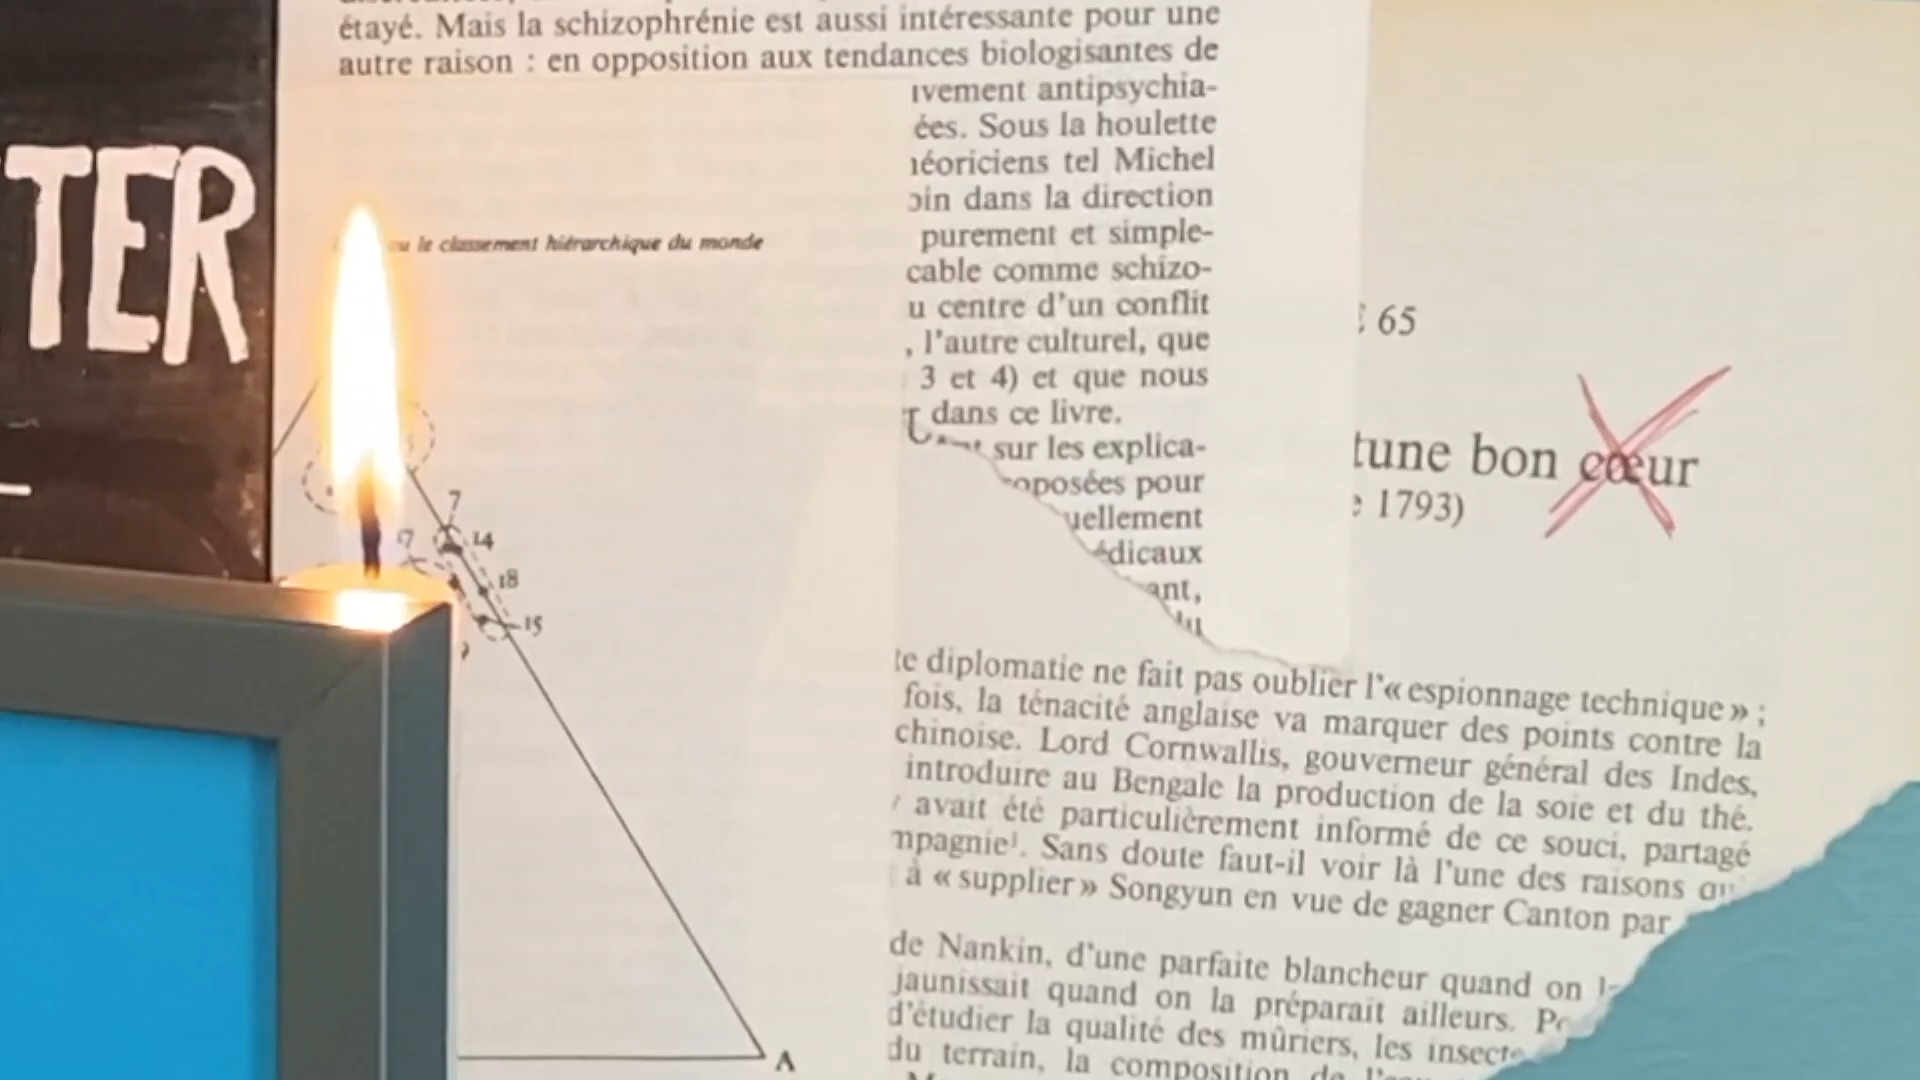 TER
étayé. Mais la schizophrénie est aussi intéressante pour une
autre raison : en opposition aux tendances biologisantes de
ivement antipsychia-
ées. Sous la houlette
éoriciens tel Michel
dans la direction
purement et simple-
cable comme schizo-
u centre d'un conflit
, l'autre culturel, que
3 et 4) et que nous
dans ce livre.
sur les explica-
oposées pour
uellement
dicaux
ant,
ou le classement hiérarchique du monde
7
14
18
15
A
65
tune bon cœur
1793)
te diplomatie ne fait pas oublier l'« espionnage technique » ;
fois, la ténacité anglaise va marquer des points contre la
chinoise. Lord Cornwallis, gouverneur général des Indes,
introduire au Bengale la production de la soie et du thé.
avait été particulièrement informé de ce souci, partagé
mpagnie¹. Sans doute faut-il voir là l'une des raisons
à « supplier » Songyun en vue de gagner Canton par
de Nankin, d'une parfaite blancheur quand on
jaunissait quand on la préparait ailleurs.
d'étudier la qualité des mûriers, les insecte
du terrain, la composition de